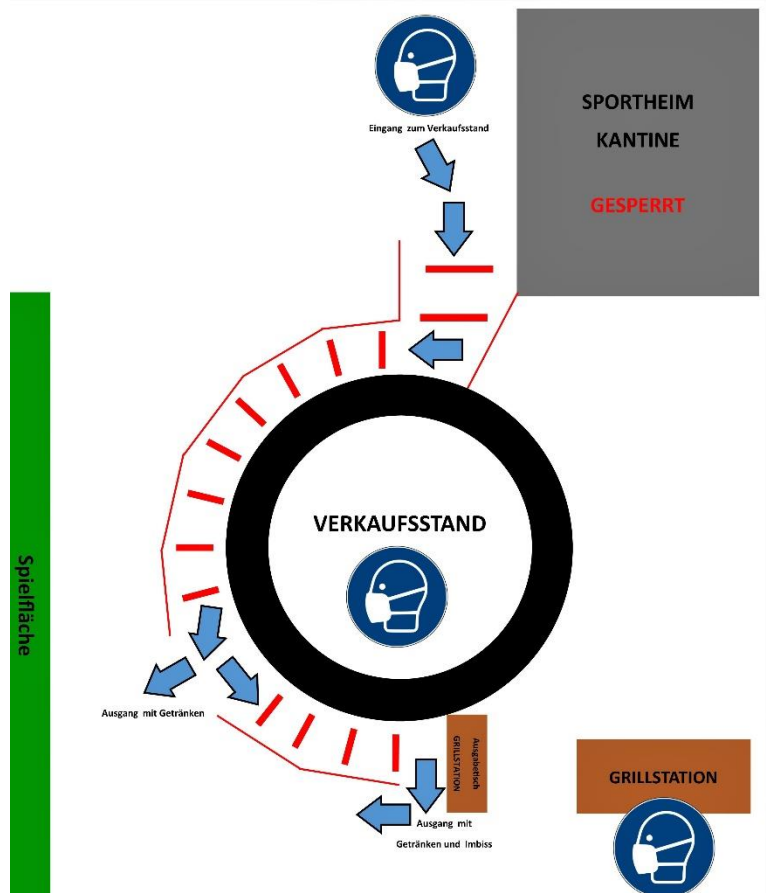 Eingang zum Verkaufsstand
SPORTHEIM
KANTINE
GESPERRT
VERKAUFSSTAND
Spielfläche
Ausgang mit Getränken
Ausgabetisch
GRILLSTATION
Ausgang mit
Getränken und Imbiss
GRILLSTATION